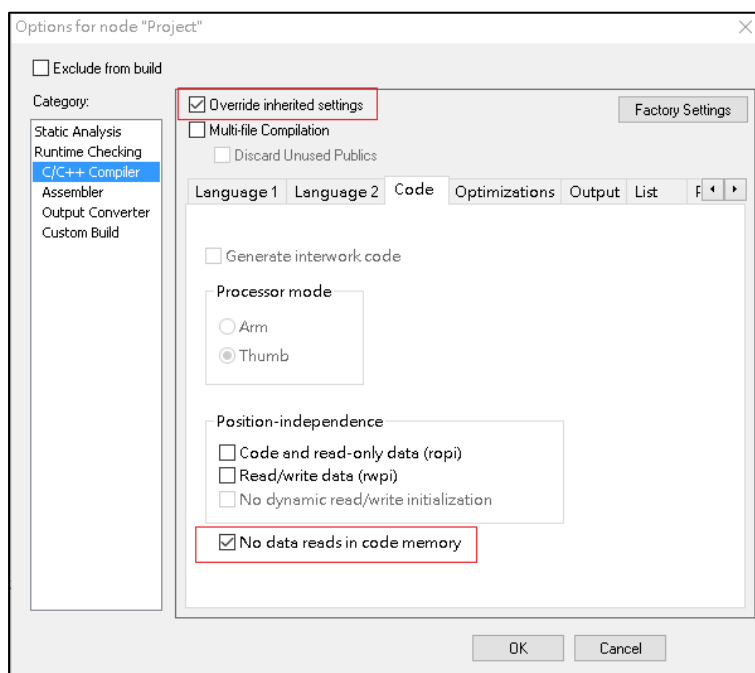 Options for node "Project"
Exclude from build
Category:
Static Analysis
Runtime Checking
C/C++ Compiler
Assembler
Output Converter
Custom Build
Override inherited settings
Factory Settings
Multi-file Compilation
Discard Unused Publics
Language 1 Language 2 Code Optimizations Output List
Generate interwork code
Processor mode
Arm
Thumb
Position-independence
Code and read-only data (ropi)
Read/write data (rwpi)
No dynamic read/write initialization
No data reads in code memory
OK Cancel